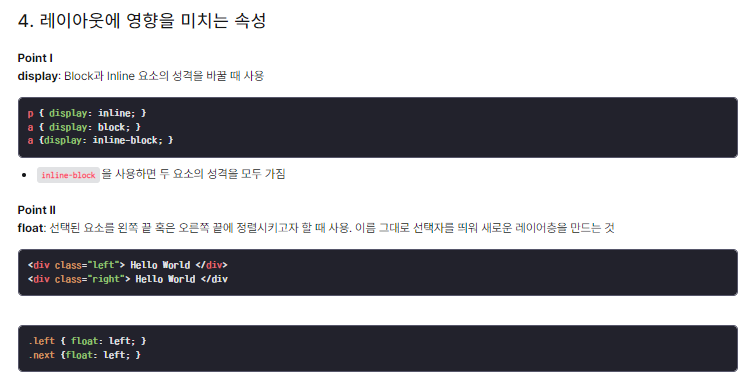 4. 레이아웃에 영향을 미치는 속성
Point I
display: Block과 Inline 요소의 성격을 바꿀 때 사용
p { display: inline; }
a { display: block; }
a {display: inline-block; }
inline-block 을 사용하면 두 요소의 성격을 모두 가짐
Point II
float: 선택된 요소를 왼쪽 끝 혹은 오른쪽 끝에 정렬시키고자 할 때 사용. 이름 그대로 선택자를 띄워 새로운 레이어층을 만드는 것
<div class="left"> Hello World </div>
<div class="right"> Hello World </div
.left { float: left; }
.next {float: left; }